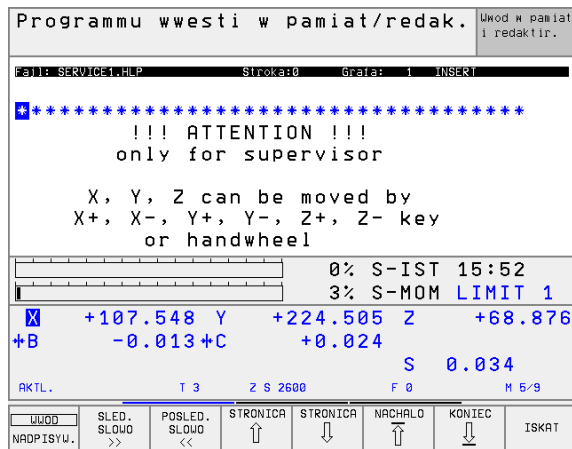 Programmu wwesti w pamiat/redak.
Wwod w pamiat
i redaktir.
Fajl: SERVICE1.HLP Stroka:0 Grafa: 1 INSERT
**************************************
!!! ATTENTION !!!
only for supervisor
X, Y, Z can be moved by
X+, X-, Y+, Y-, Z+, Z- key
or handwheel
0% S-IST 15:52
3% S-MOM LIMIT 1
X +107.548 Y +224.505 Z +68.876
B -0.013 C +0.024
S 0.034
AKTL. T 3 Z S 2600 F 0 M 5/9
WWOD
NADPISYW.
SLED.
SLOWO
>>
POSLED.
SLOWO
<<
STRONICA
⇑
STRONICA
⇓
NACHALO
⇑
KONIEC
⇓
ISKAT